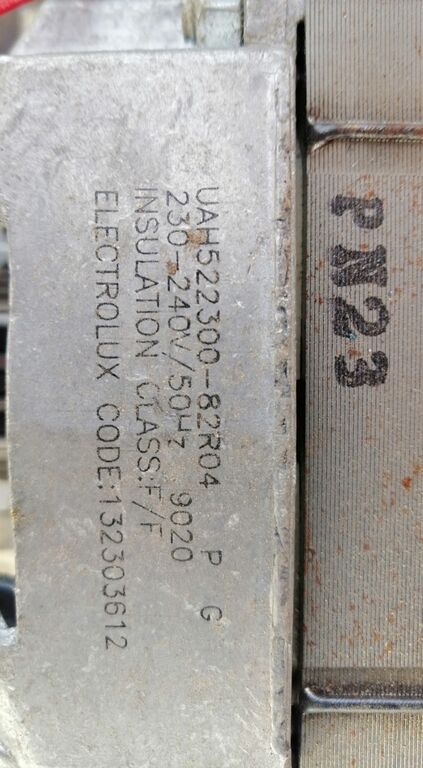 UAH522300-82R04 P G
230-240V/50Hz 9020
INSULATION CLASS:F/F
ELECTROLUX CODE:132303612
PN23